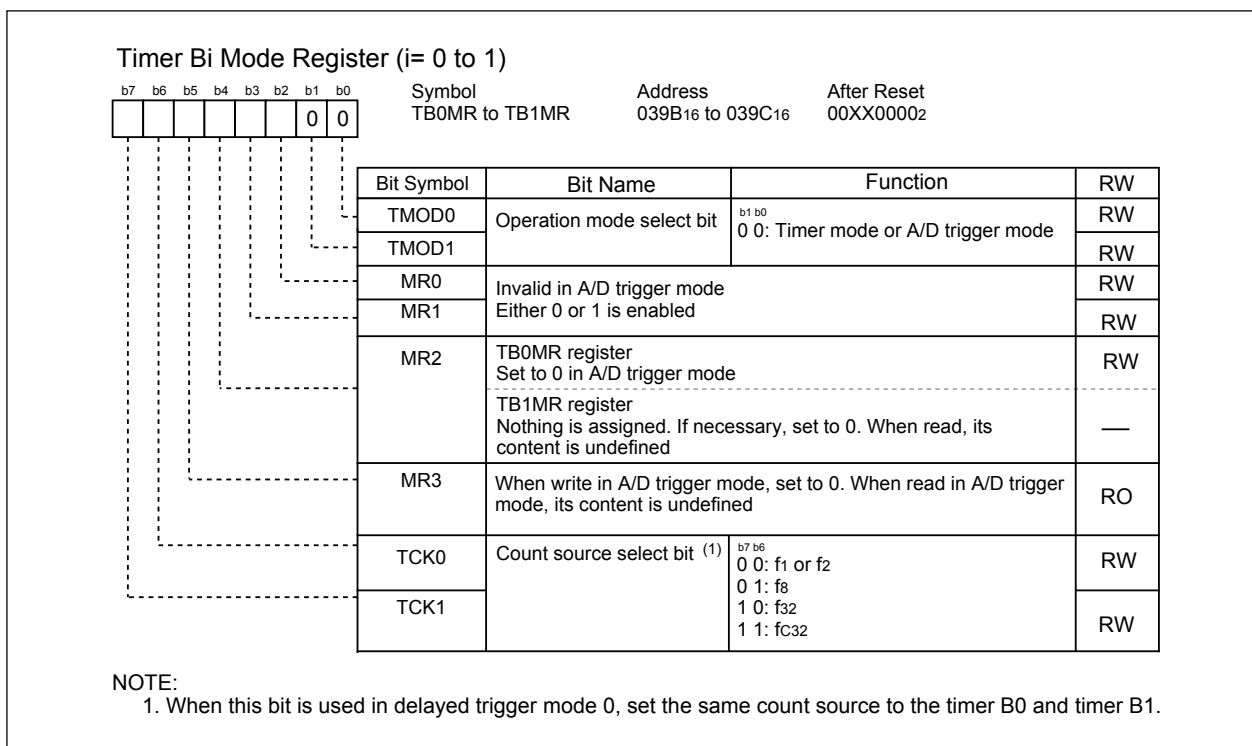 Timer Bi Mode Register (i= 0 to 1)
b7 b6 b5 b4 b3 b2 b1 b0
0 0
Symbol Address After Reset
TB0MR to TB1MR 039B16 to 039C16 00XX00002
Bit Symbol Bit Name Function RW
TMOD0 Operation mode select bit b1 b0 RW
0 0: Timer mode or A/D trigger mode
TMOD1 RW
MR0 Invalid in A/D trigger mode RW
MR1 Either 0 or 1 is enabled RW
MR2 TB0MR register RW
Set to 0 in A/D trigger mode
TB1MR register
Nothing is assigned. If necessary, set to 0. When read, its —
content is undefined
MR3 When write in A/D trigger mode, set to 0. When read in A/D trigger RO
mode, its content is undefined
TCK0 Count source select bit (1) b7 b6 RW
0 0: f1 or f2
0 1: f8
TCK1 1 0: f32 RW
1 1: fC32
NOTE:
1. When this bit is used in delayed trigger mode 0, set the same count source to the timer B0 and timer B1.